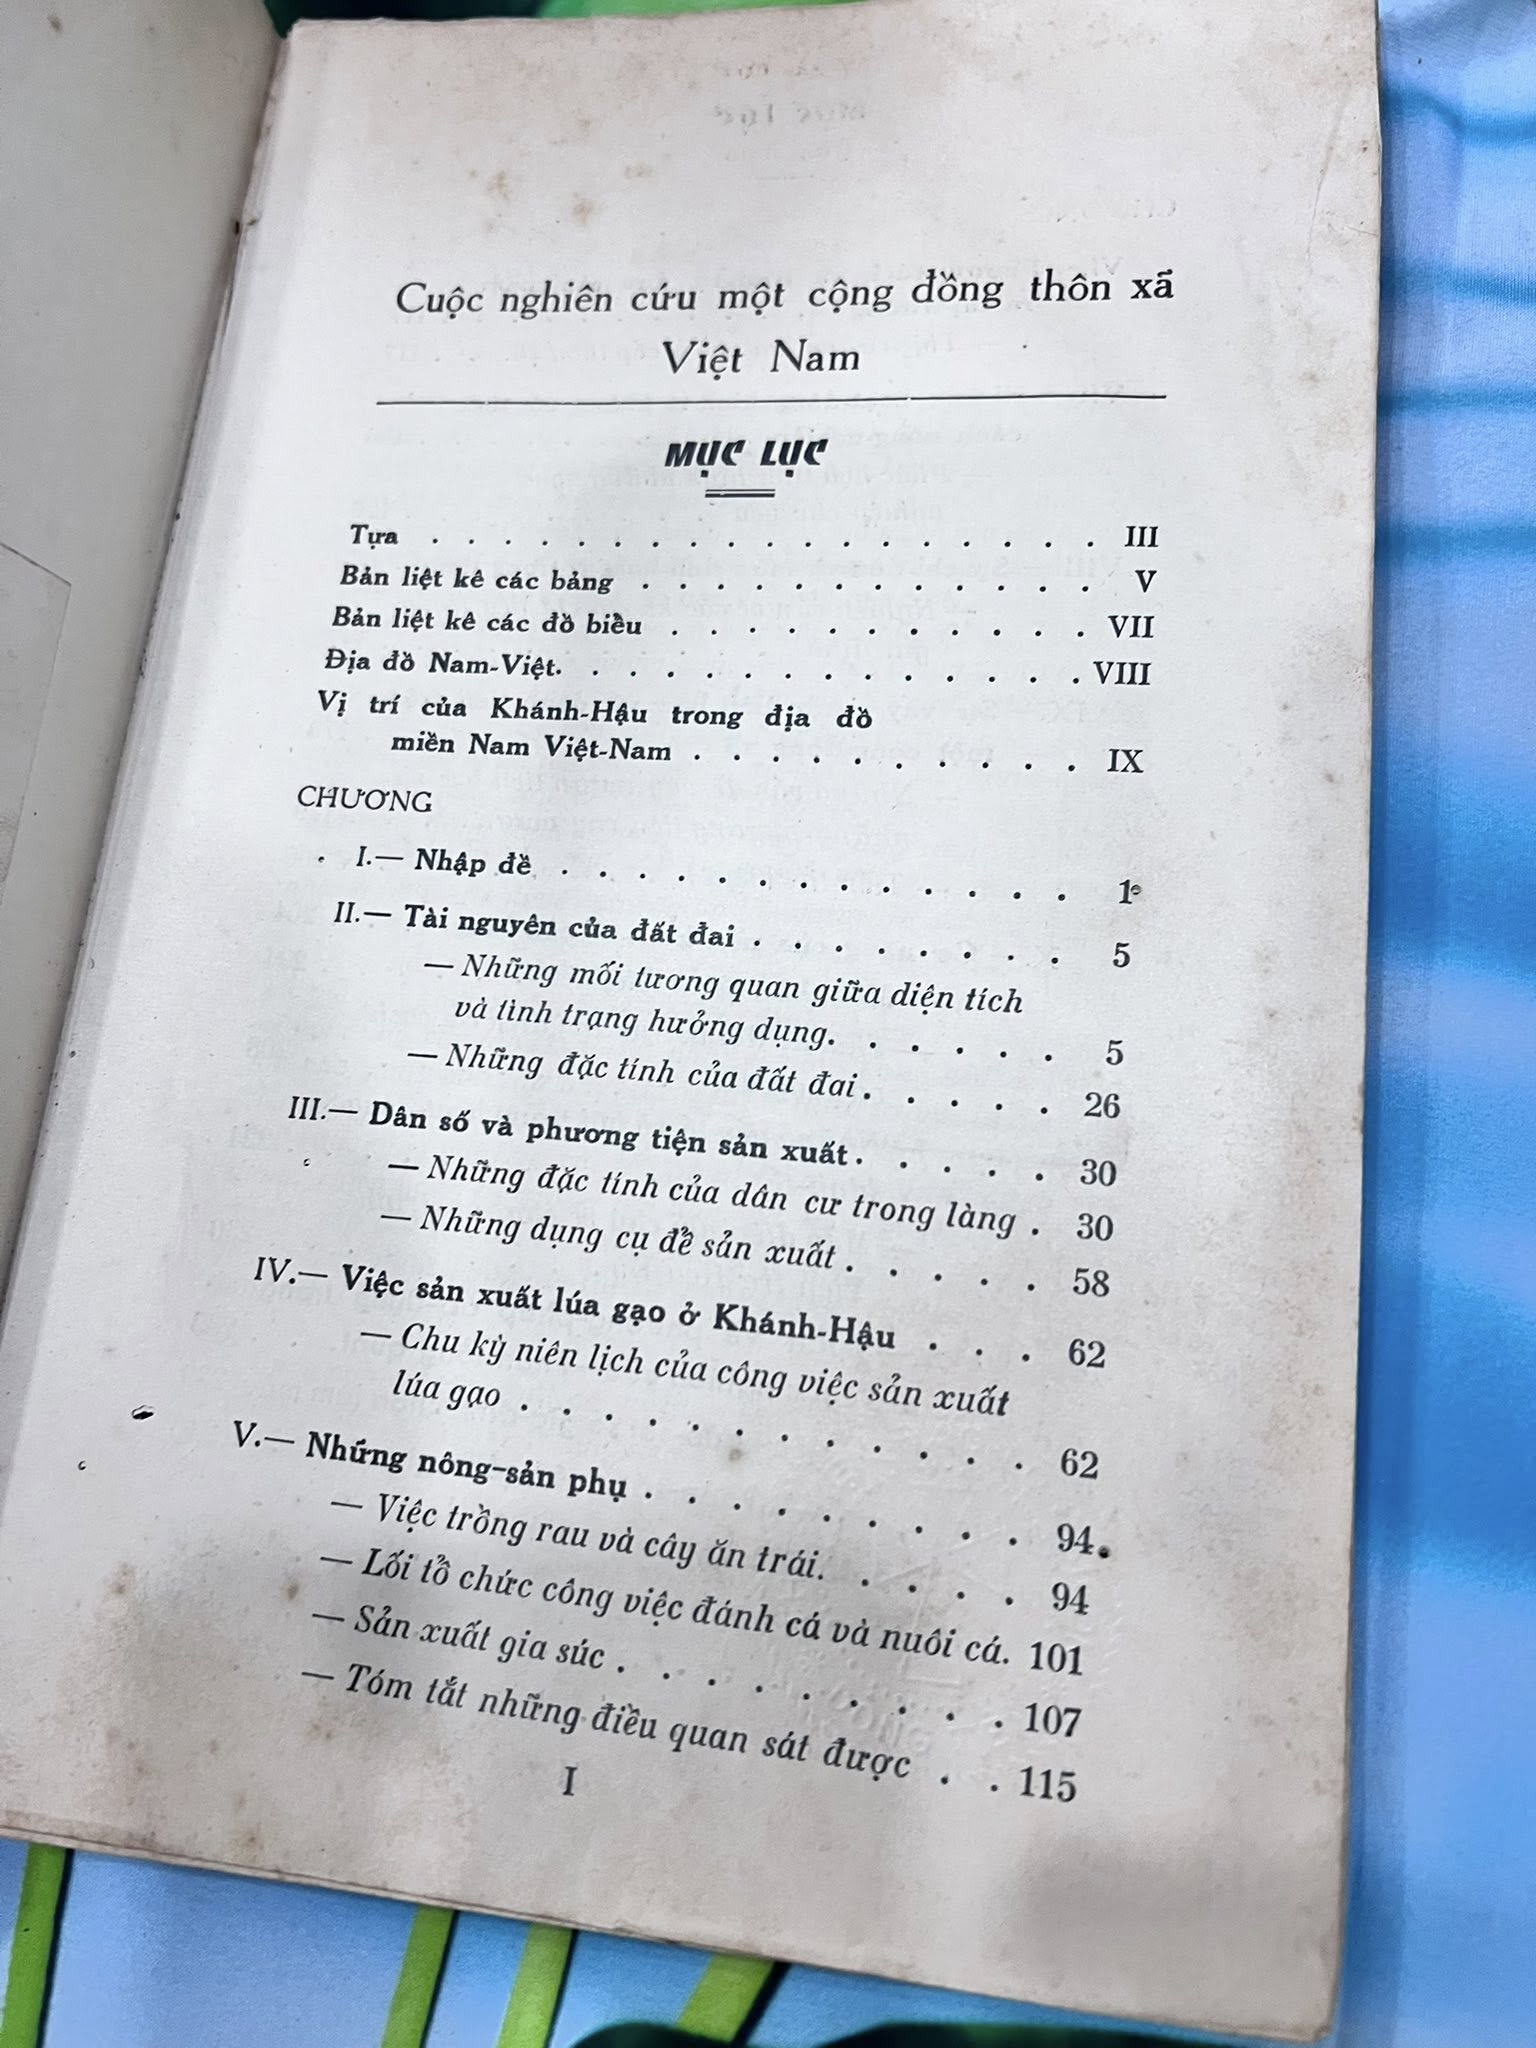 Cuộc nghiên cứu một cộng đồng thôn xã
Việt Nam
MỤC LỤC
Tựa . . . . . . . . . . . . . . . . . . . III
Bản liệt kê các bảng . . . . . . . . . . . . . V
Bản liệt kê các đồ biểu . . . . . . . . . . . . VII
Địa đồ Nam-Việt. . . . . . . . . . . . . . . VIII
Vị trí của Khánh-Hậu trong địa đồ
miền Nam Việt-Nam . . . . . . . . . . IX
CHƯƠNG
I.— Nhập đề . . . . . . . . . . . . . 1
II.— Tài nguyên của đất đai . . . . . . . . 5
— Những mối tương quan giữa diện tích
và tình trạng hưởng dụng. . . . . . 5
— Những đặc tính của đất đai . . . . . 26
III.— Dân số và phương tiện sản xuất . . . . . 30
— Những đặc tính của dân cư trong làng . 30
— Những dụng cụ để sản xuất . . . . . 58
IV.— Việc sản xuất lúa gạo ở Khánh-Hậu . . . 62
— Chu kỳ niên lịch của công việc sản xuất
lúa gạo . . . . . . . . . . . . 62
V.— Những nông-sản phụ . . . . . . . . . 94
— Việc trồng rau và cây ăn trái. . . . . 94
— Lối tổ chức công việc đánh cá và nuôi cá. 101
— Sản xuất gia súc . . . . . . . . . 107
— Tóm tắt những điều quan sát được . . 115
I